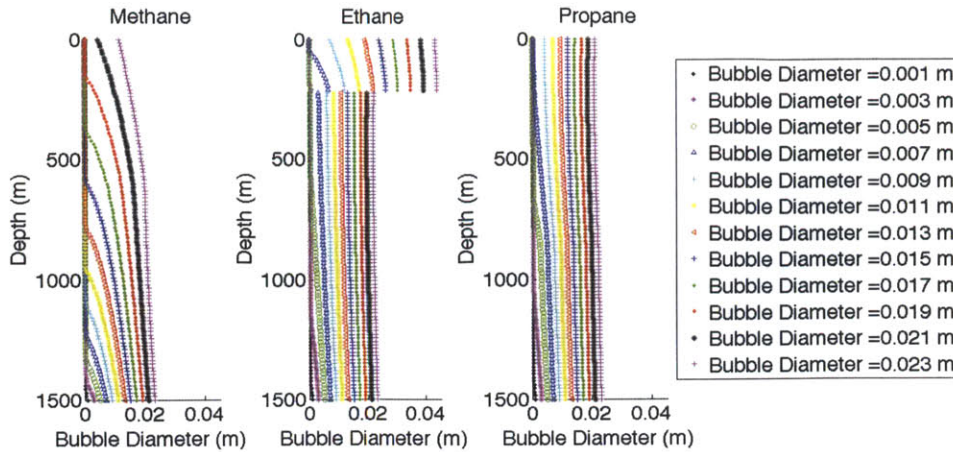 Methane
0
500
1000
1500
Depth (m)
0 0.02 0.04
Bubble Diameter (m)
Ethane
0
500
1000
1500
Depth (m)
0 0.02 0.04
Bubble Diameter (m)
Propane
0
500
1000
1500
Depth (m)
0 0.02 0.04
Bubble Diameter (m)
Bubble Diameter =0.001 m
Bubble Diameter =0.003 m
Bubble Diameter =0.005 m
Bubble Diameter =0.007 m
Bubble Diameter =0.009 m
Bubble Diameter =0.011 m
Bubble Diameter =0.013 m
Bubble Diameter =0.015 m
Bubble Diameter =0.017 m
Bubble Diameter =0.019 m
Bubble Diameter =0.021 m
Bubble Diameter =0.023 m